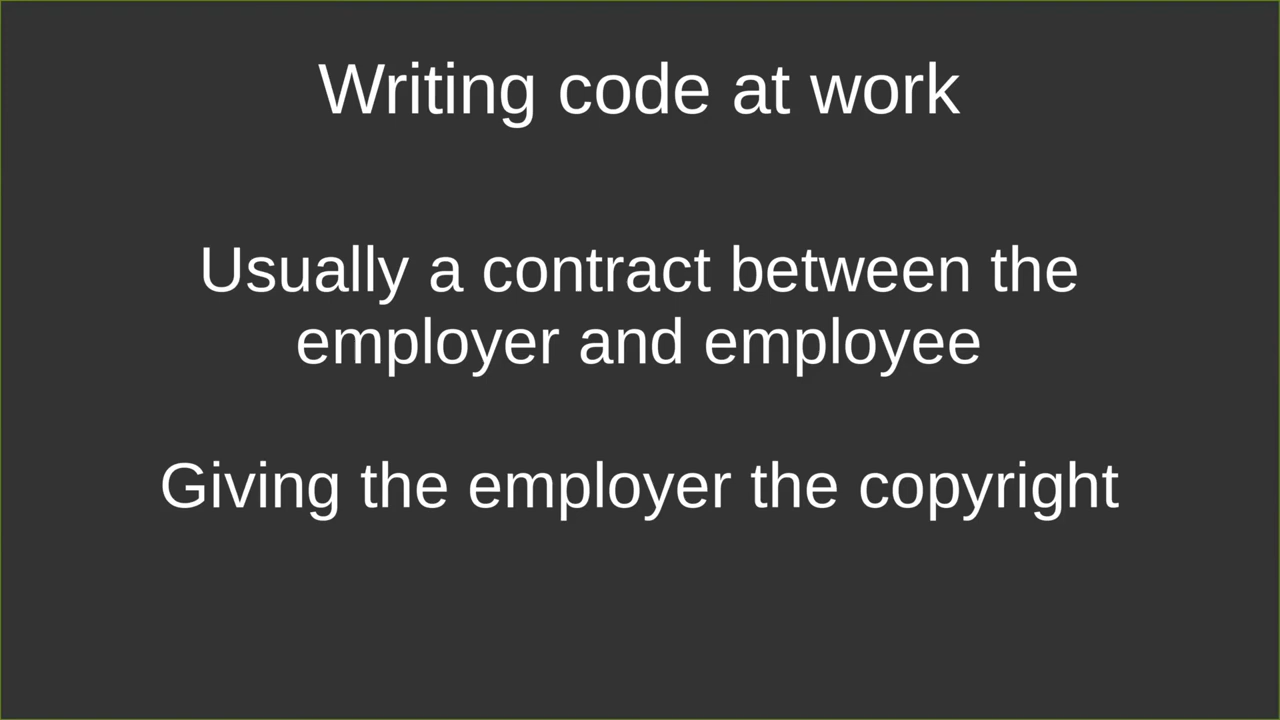 Writing code at work
Usually a contract between the
employer and employee
Giving the employer the copyright